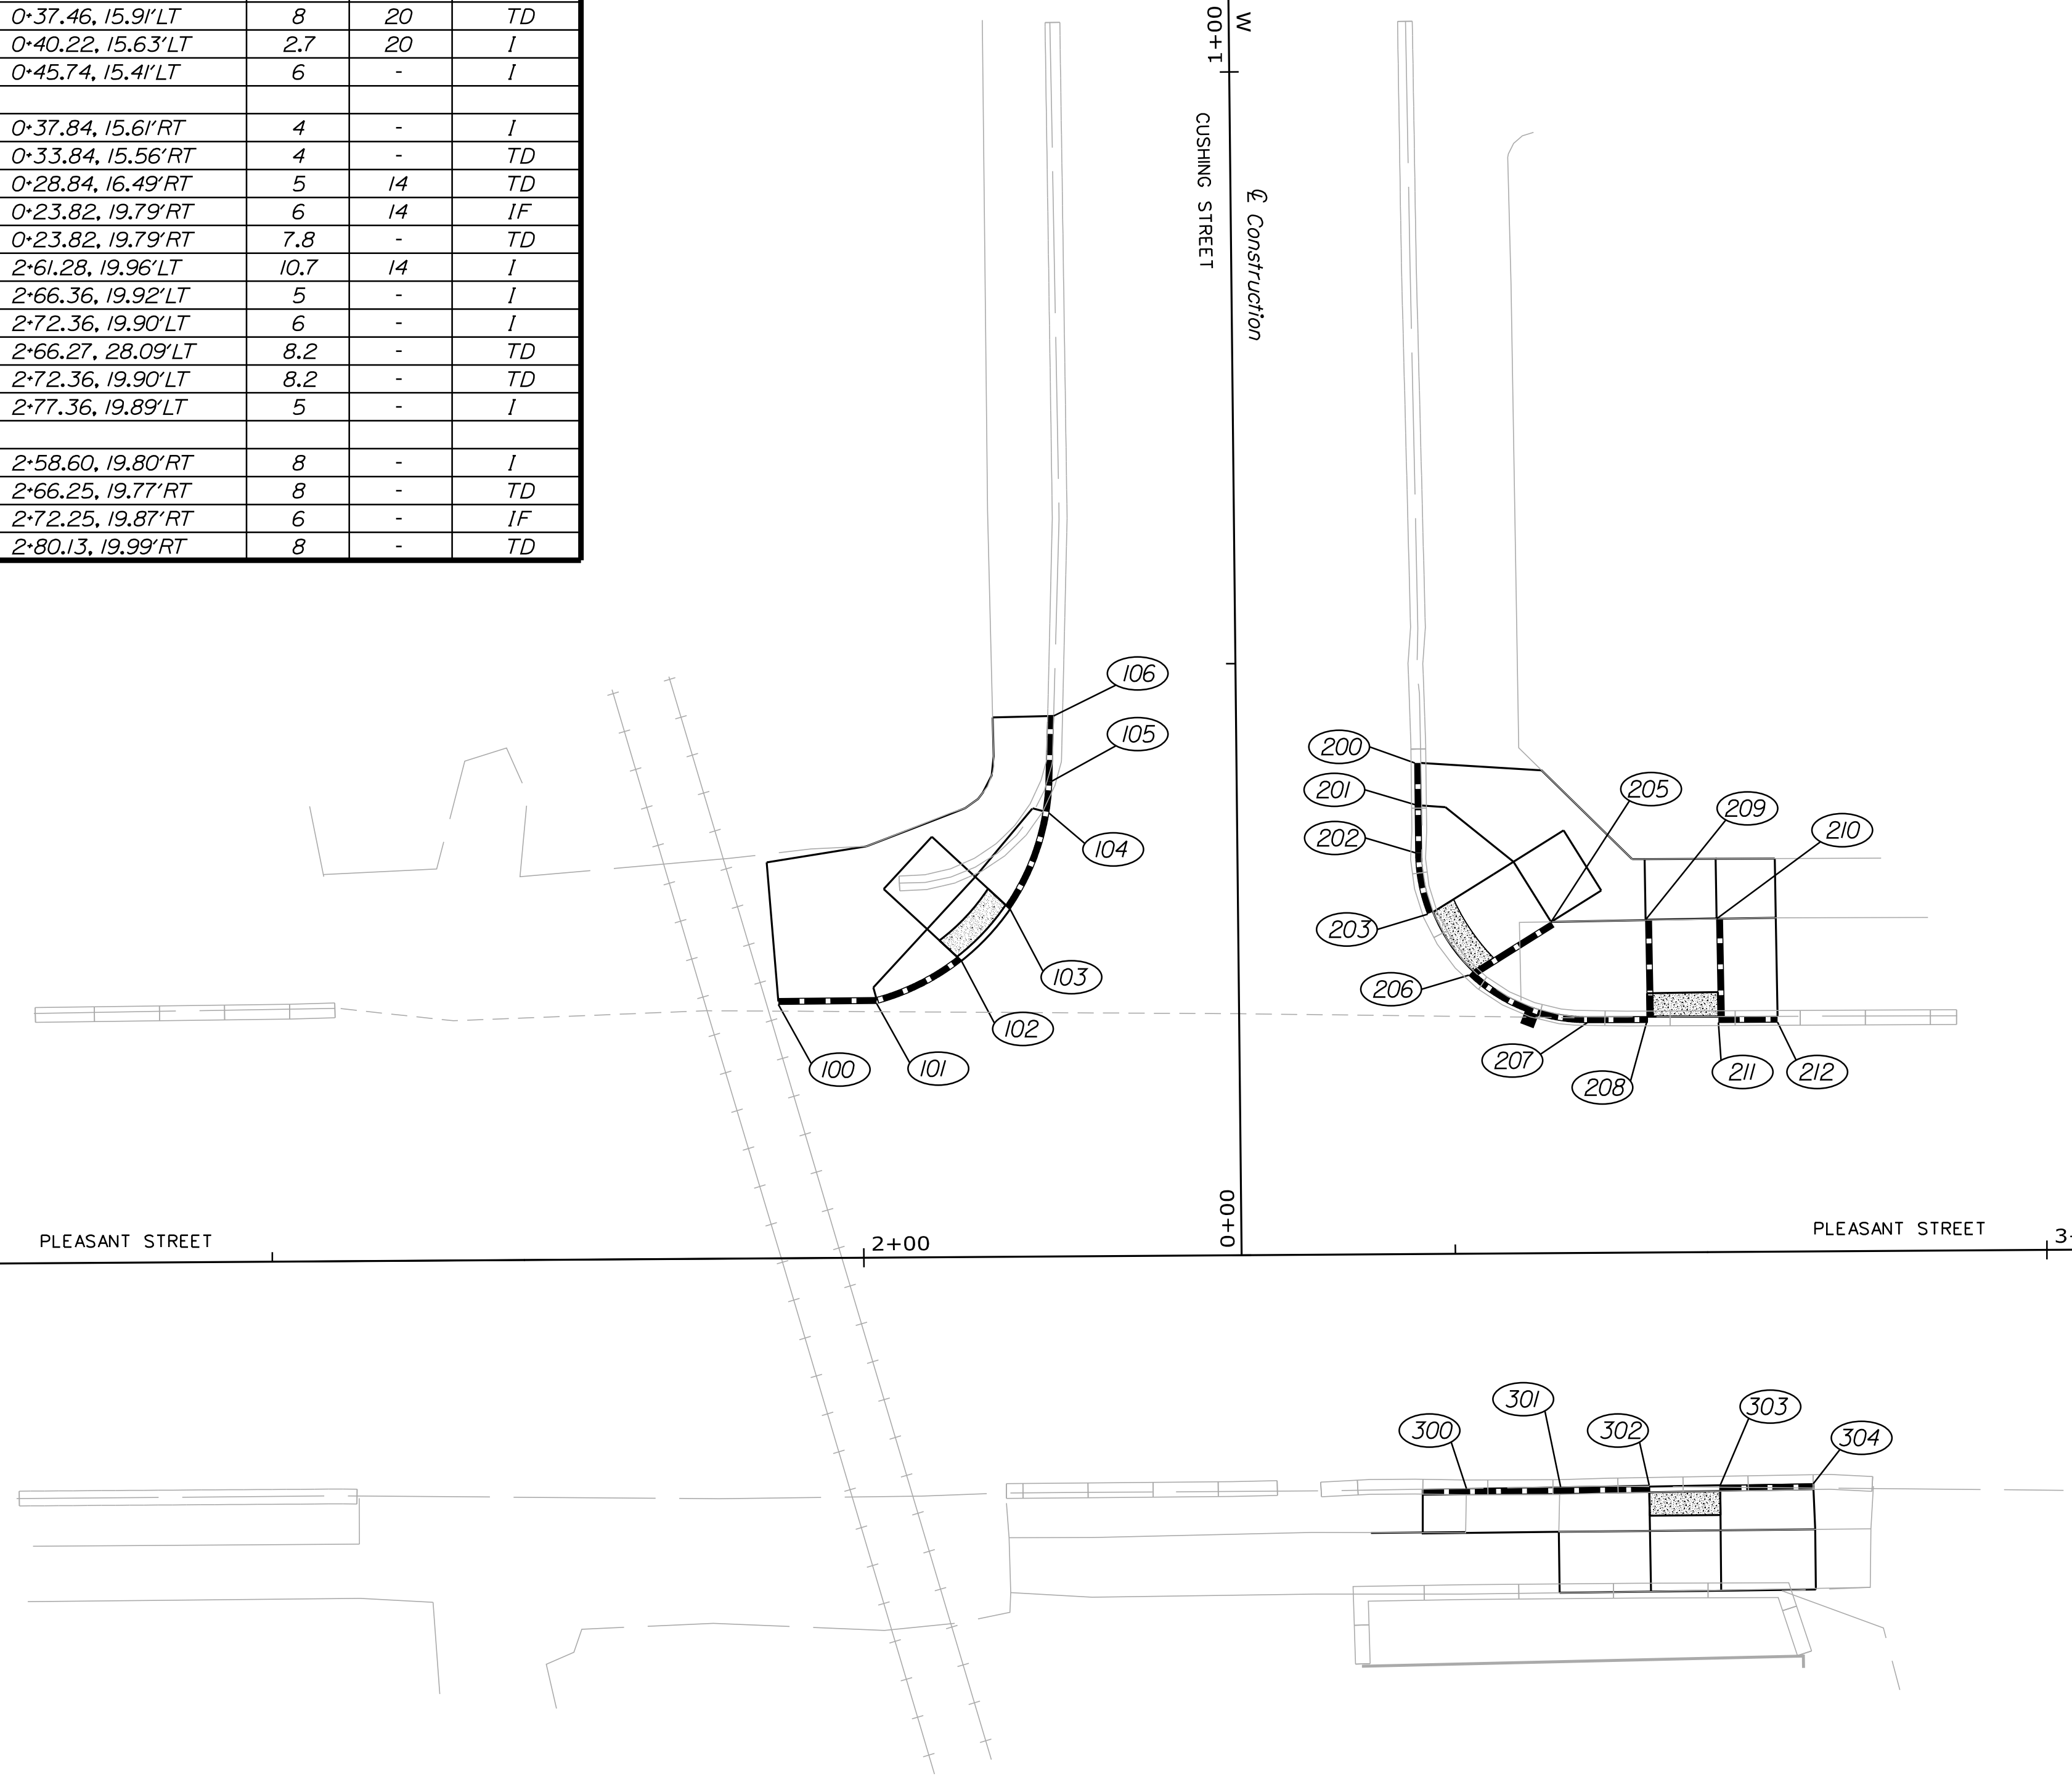 0+37.46, 15.91'LT 8 20 TD
0+40.22, 15.63'LT 2.7 20 I
0+45.74, 15.41'LT 6 - I
0+37.84, 15.61'RT 4 - I
0+33.84, 15.56'RT 4 - TD
0+28.84, 16.49'RT 5 14 TD
0+23.82, 19.79'RT 6 14 IF
0+23.82, 19.79'RT 7.8 - TD
2+61.28, 19.96'LT 10.7 14 I
2+66.36, 19.92'LT 5 - I
2+72.36, 19.90'LT 6 - I
2+66.27, 28.09'LT 8.2 - TD
2+72.36, 19.90'LT 8.2 - TD
2+77.36, 19.89'LT 5 - I
2+58.60, 19.80'RT 8 - I
2+66.25, 19.77'RT 8 - TD
2+72.25, 19.87'RT 6 - IF
2+80.13, 19.99'RT 8 - TD
1+00
W
CUSHING STREET
℄ Construction
106
105
104
103
102
101
100
200
201
202
203
205
209
210
206
207
208
211
212
0+00
PLEASANT STREET
2+00
PLEASANT STREET
3+
300
301
302
303
304